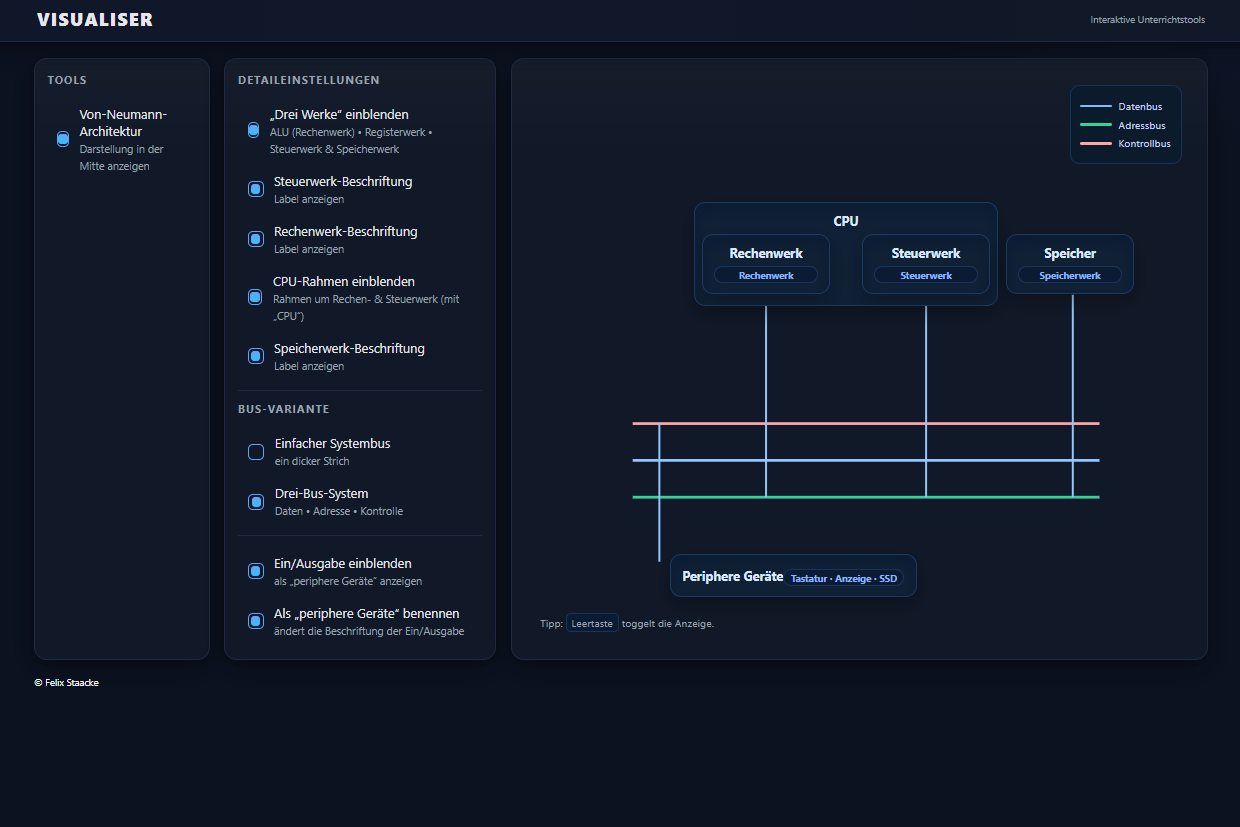 VISUALISER
Interaktive Unterrichtstools
TOOLS
Von-Neumann-
Architektur
Darstellung in der
Mitte anzeigen
DETAILEINSTELLUNGEN
„Drei Werke“ einblenden
ALU (Rechenwerk) • Registerwerk •
Steuerwerk & Speicherwerk
Steuerwerk-Beschriftung
Label anzeigen
Rechenwerk-Beschriftung
Label anzeigen
CPU-Rahmen einblenden
Rahmen um Rechen- & Steuerwerk (mit
„CPU“)
Speicherwerk-Beschriftung
Label anzeigen
BUS-VARIANTE
Einfacher Systembus
ein dicker Strich
Drei-Bus-System
Daten • Adresse • Kontrolle
Ein/Ausgabe einblenden
als „periphere Geräte“ anzeigen
Als „periphere Geräte“ benennen
ändert die Beschriftung der Ein/Ausgabe
Datenbus
Adressbus
Kontrollbus
CPU
Rechenwerk
Rechenwerk
Steuerwerk
Steuerwerk
Speicher
Speicherwerk
Periphere Geräte Tastatur · Anzeige · SSD
Tipp: Leertaste toggelt die Anzeige.
© Felix Staacke